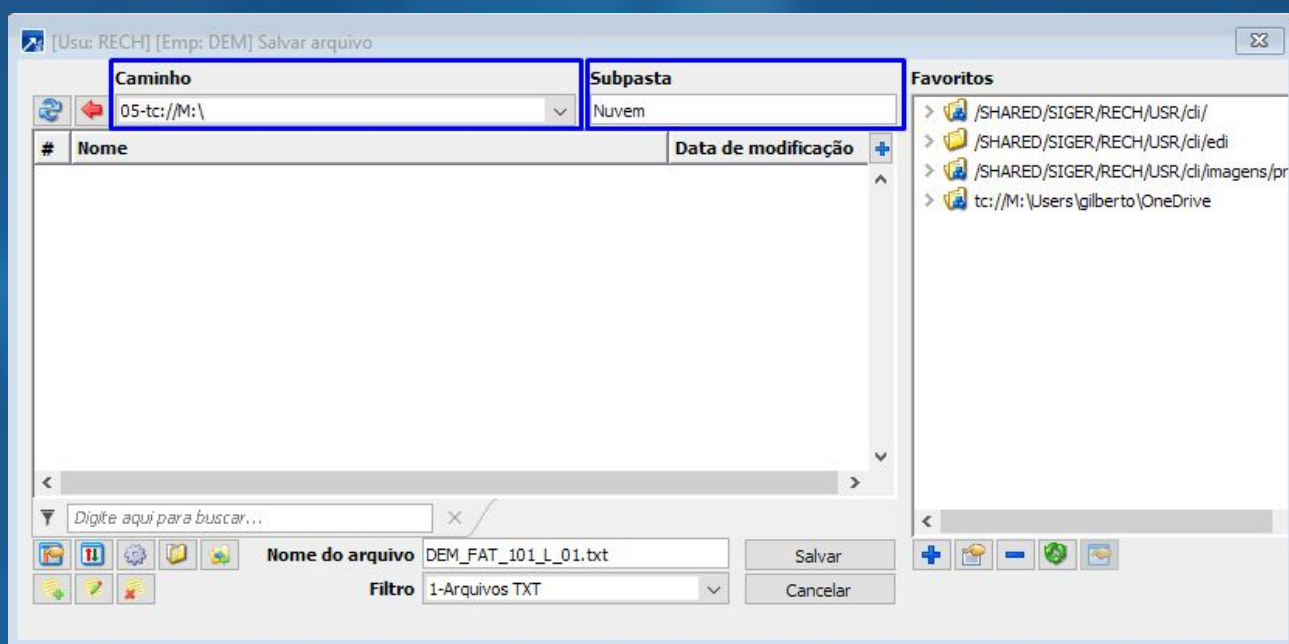 [Usu: RECH] [Emp: DEM] Salvar arquivo
Caminho
Subpasta
Favoritos
05-tc://M:\
Nuvem
# Nome
Data de modificação
/SHARED/SIGER/RECH/USR/cli/
/SHARED/SIGER/RECH/USR/cli/edi
/SHARED/SIGER/RECH/USR/cli/imagens/pr
tc://M:\Users\gilberto\OneDrive
Digite aqui para buscar...
Nome do arquivo DEM_FAT_101_L_01.txt
Salvar
Filtro 1-Arquivos TXT
Cancelar